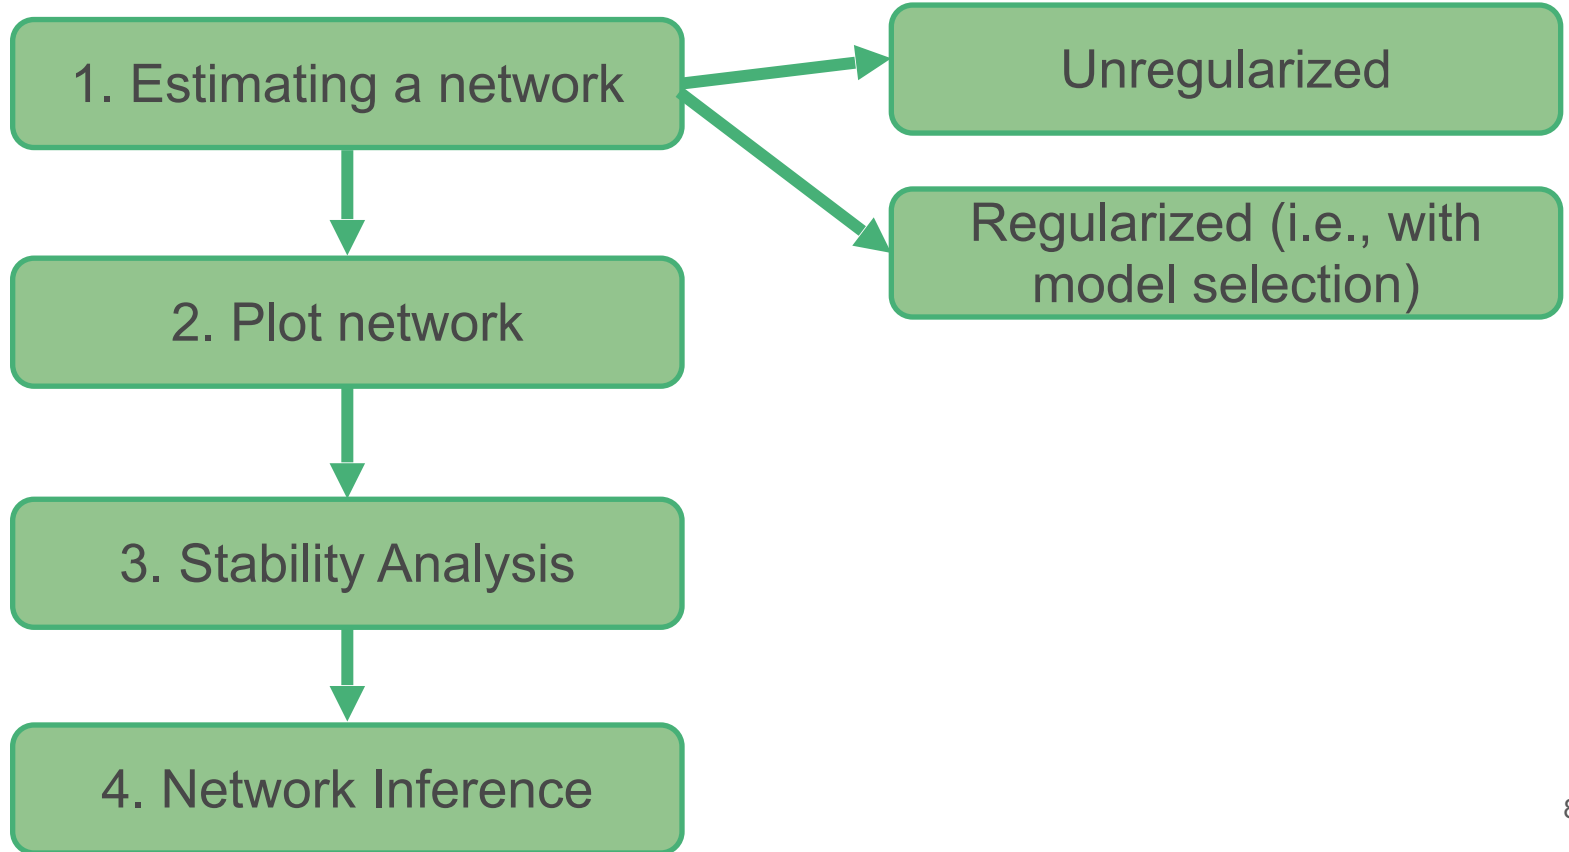 1. Estimating a network
Unregularized
Regularized (i.e., with
model selection)
2. Plot network
3. Stability Analysis
4. Network Inference